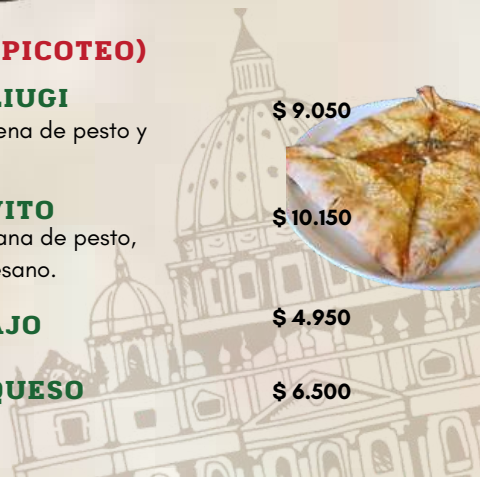 PICOTEO)
LIUGI $ 9.050
ena de pesto y
VITO $ 10.150
ana de pesto,
esano.
AJO $ 4.950
QUESO $ 6.500